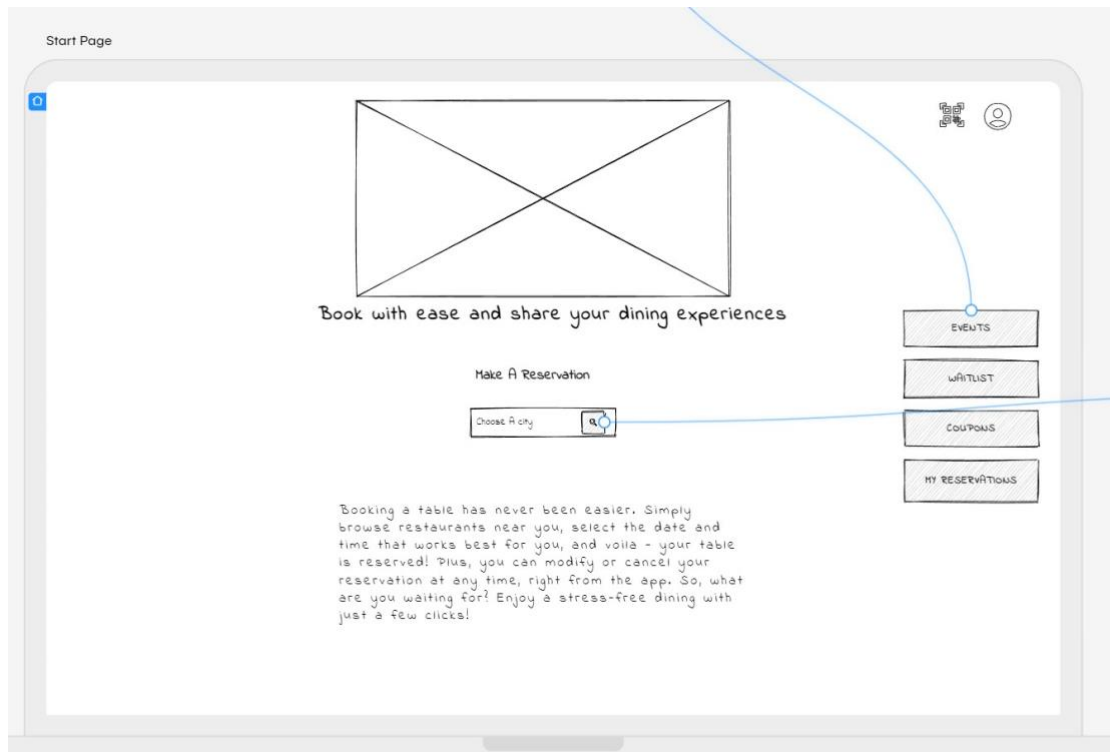 Start Page
Book with ease and share your dining experiences
Make A Reservation
Choose A city
EVENTS
WAITLIST
COUPONS
MY RESERVATIONS
Booking a table has never been easier. Simply
browse restaurants near you, select the date and
time that works best for you, and voila - your table
is reserved! Plus, you can modify or cancel your
reservation at any time, right from the app. So, what
are you waiting for? Enjoy a stress-free dining with
just a few clicks!